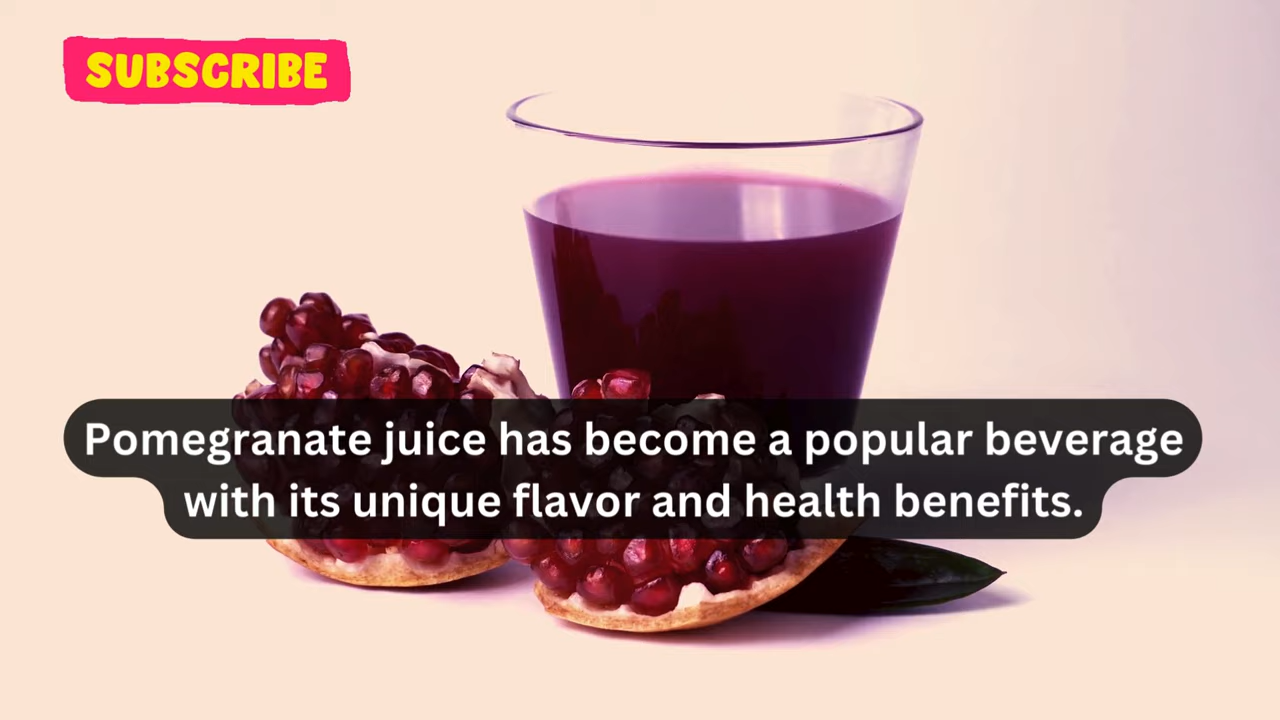 SUBSCRIBE
Pomegranate juice has become a popular beverage
with its unique flavor and health benefits.